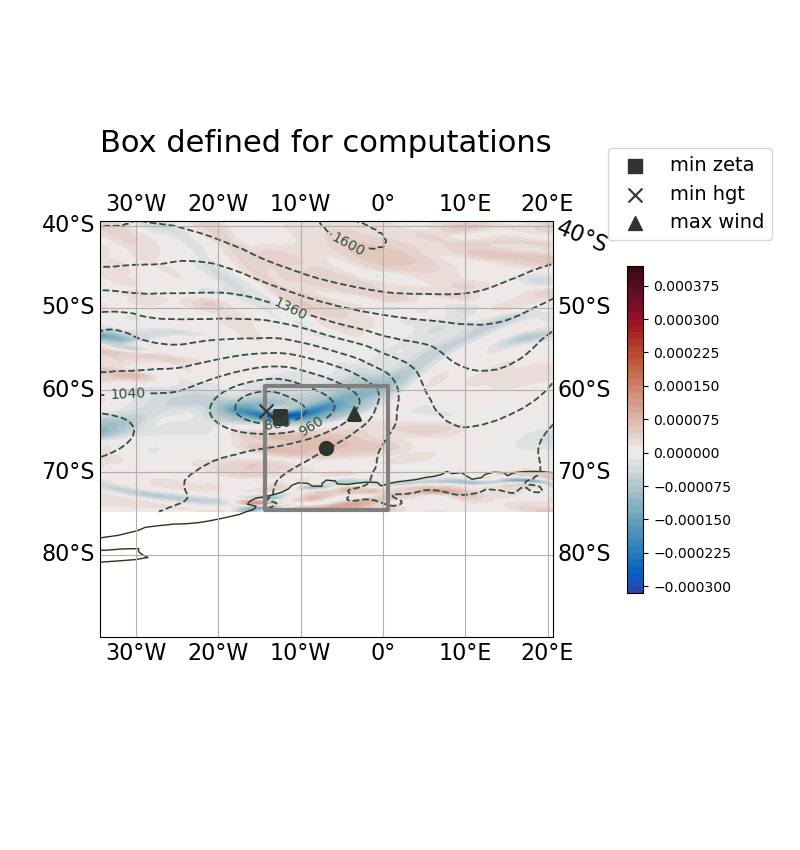 Box defined for computations
min zeta
min hgt
max wind
30°W 20°W 10°W 0° 10°E 20°E
40°S 40°S
1600
50°S 50°S
1360
60°S 60°S
1040
960
70°S 70°S
80°S 80°S
30°W 20°W 10°W 0° 10°E 20°E
0.000375
0.000300
0.000225
0.000150
0.000075
0.000000
−0.000075
−0.000150
−0.000225
−0.000300